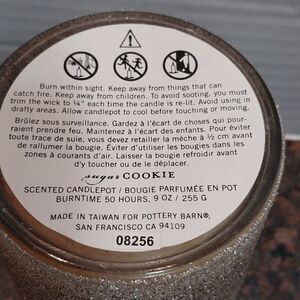 Burn within sight. Keep away from things that can
catch fire. Keep away from children. To avoid sooting, you must
trim the wick to ¼" each time the candle is re-lit. Avoid using in
drafty areas. Allow candlepot to cool before touching or moving.
Brûlez sous surveillance. Gardez à l'écart de choses qui pour-
raient prendre feu. Maintenez à l'écart des enfants. Pour éviter
toute trace de suie, vous devez retailler la mèche à ½ cm avant
de rallumer la bougie. Éviter d'utiliser les bougies dans les
zones à courants d'air. Laisser la bougie refroidir avant
d'y toucher ou de le déplacer.
sugar COOKIE
SCENTED CANDLEPOT / BOUGIE PARFUMÉE EN POT
BURNTIME 50 HOURS, 9 OZ / 255 G
MADE IN TAIWAN FOR POTTERY BARN®,
SAN FRANCISCO CA 94109
08256